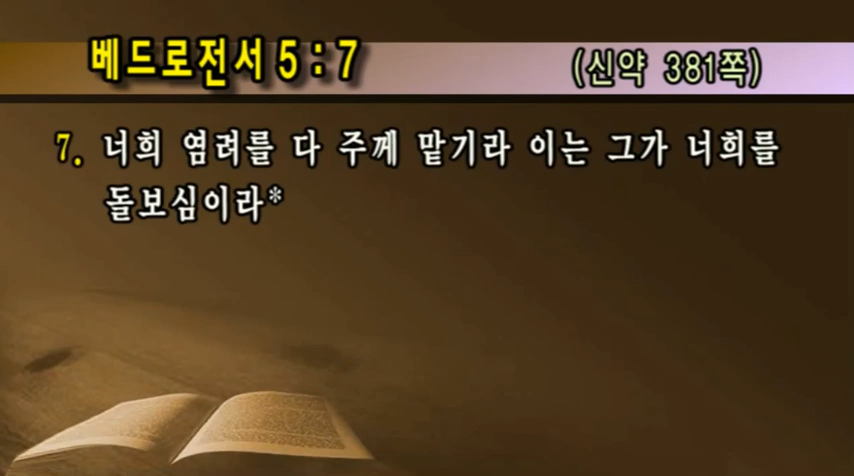 베드로전서 5 : 7
(신약 381쪽)
7. 너희 염려를 다 주께 맡기라 이는 그가 너희를
돌보심이라*